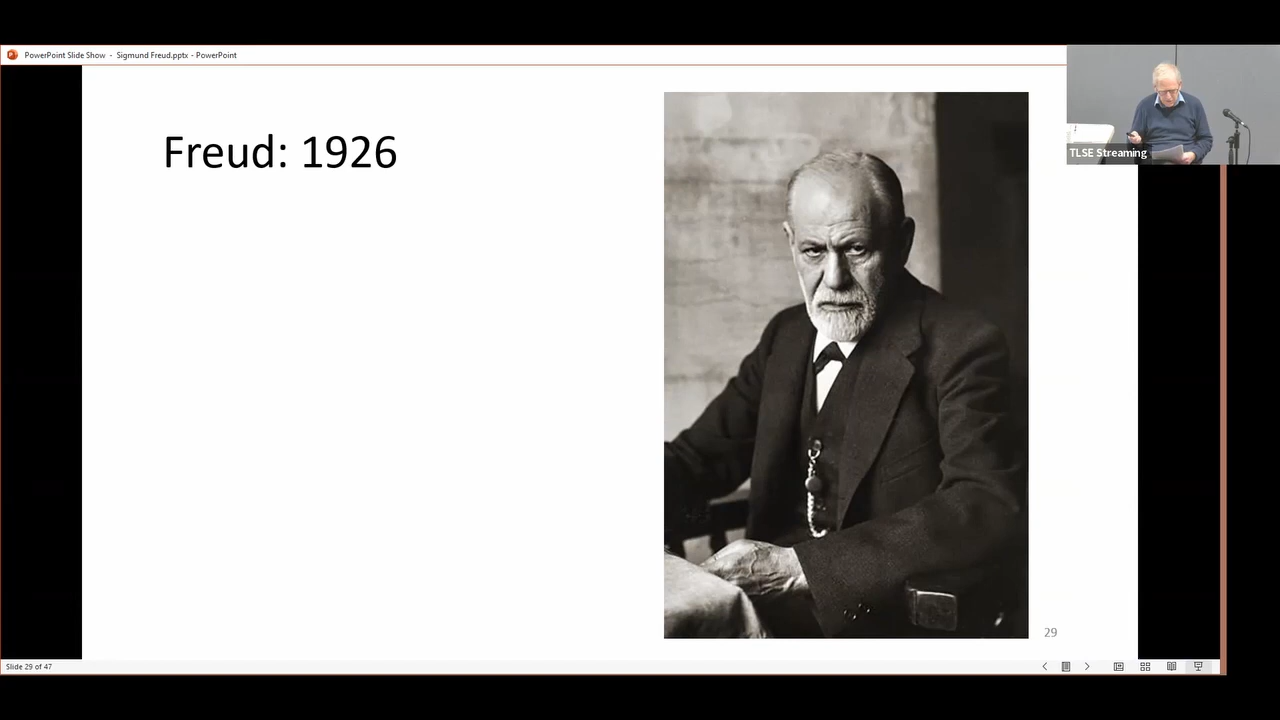 PowerPoint Slide Show - Sigmund Freud.pptx - PowerPoint
TLSE Streaming
Freud: 1926
29
Slide 29 of 47